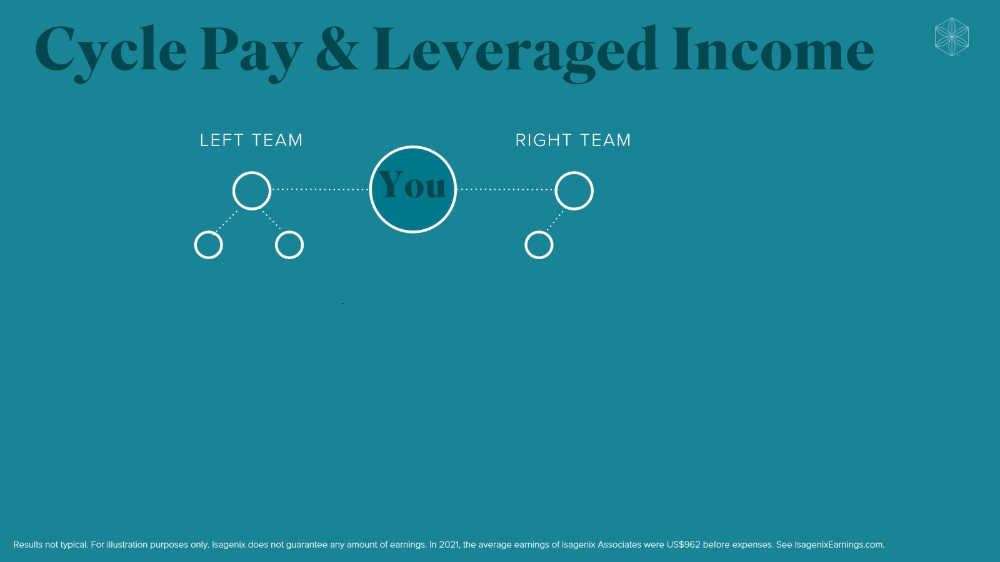 Cycle Pay & Leveraged Income
LEFT TEAM
RIGHT TEAM
You
Results not typical. For illustration purposes only. Isagenix does not guarantee any amount of earnings. In 2021, the average earnings of Isagenix Associates were US$962 before expenses. See IsagenixEarnings.com.